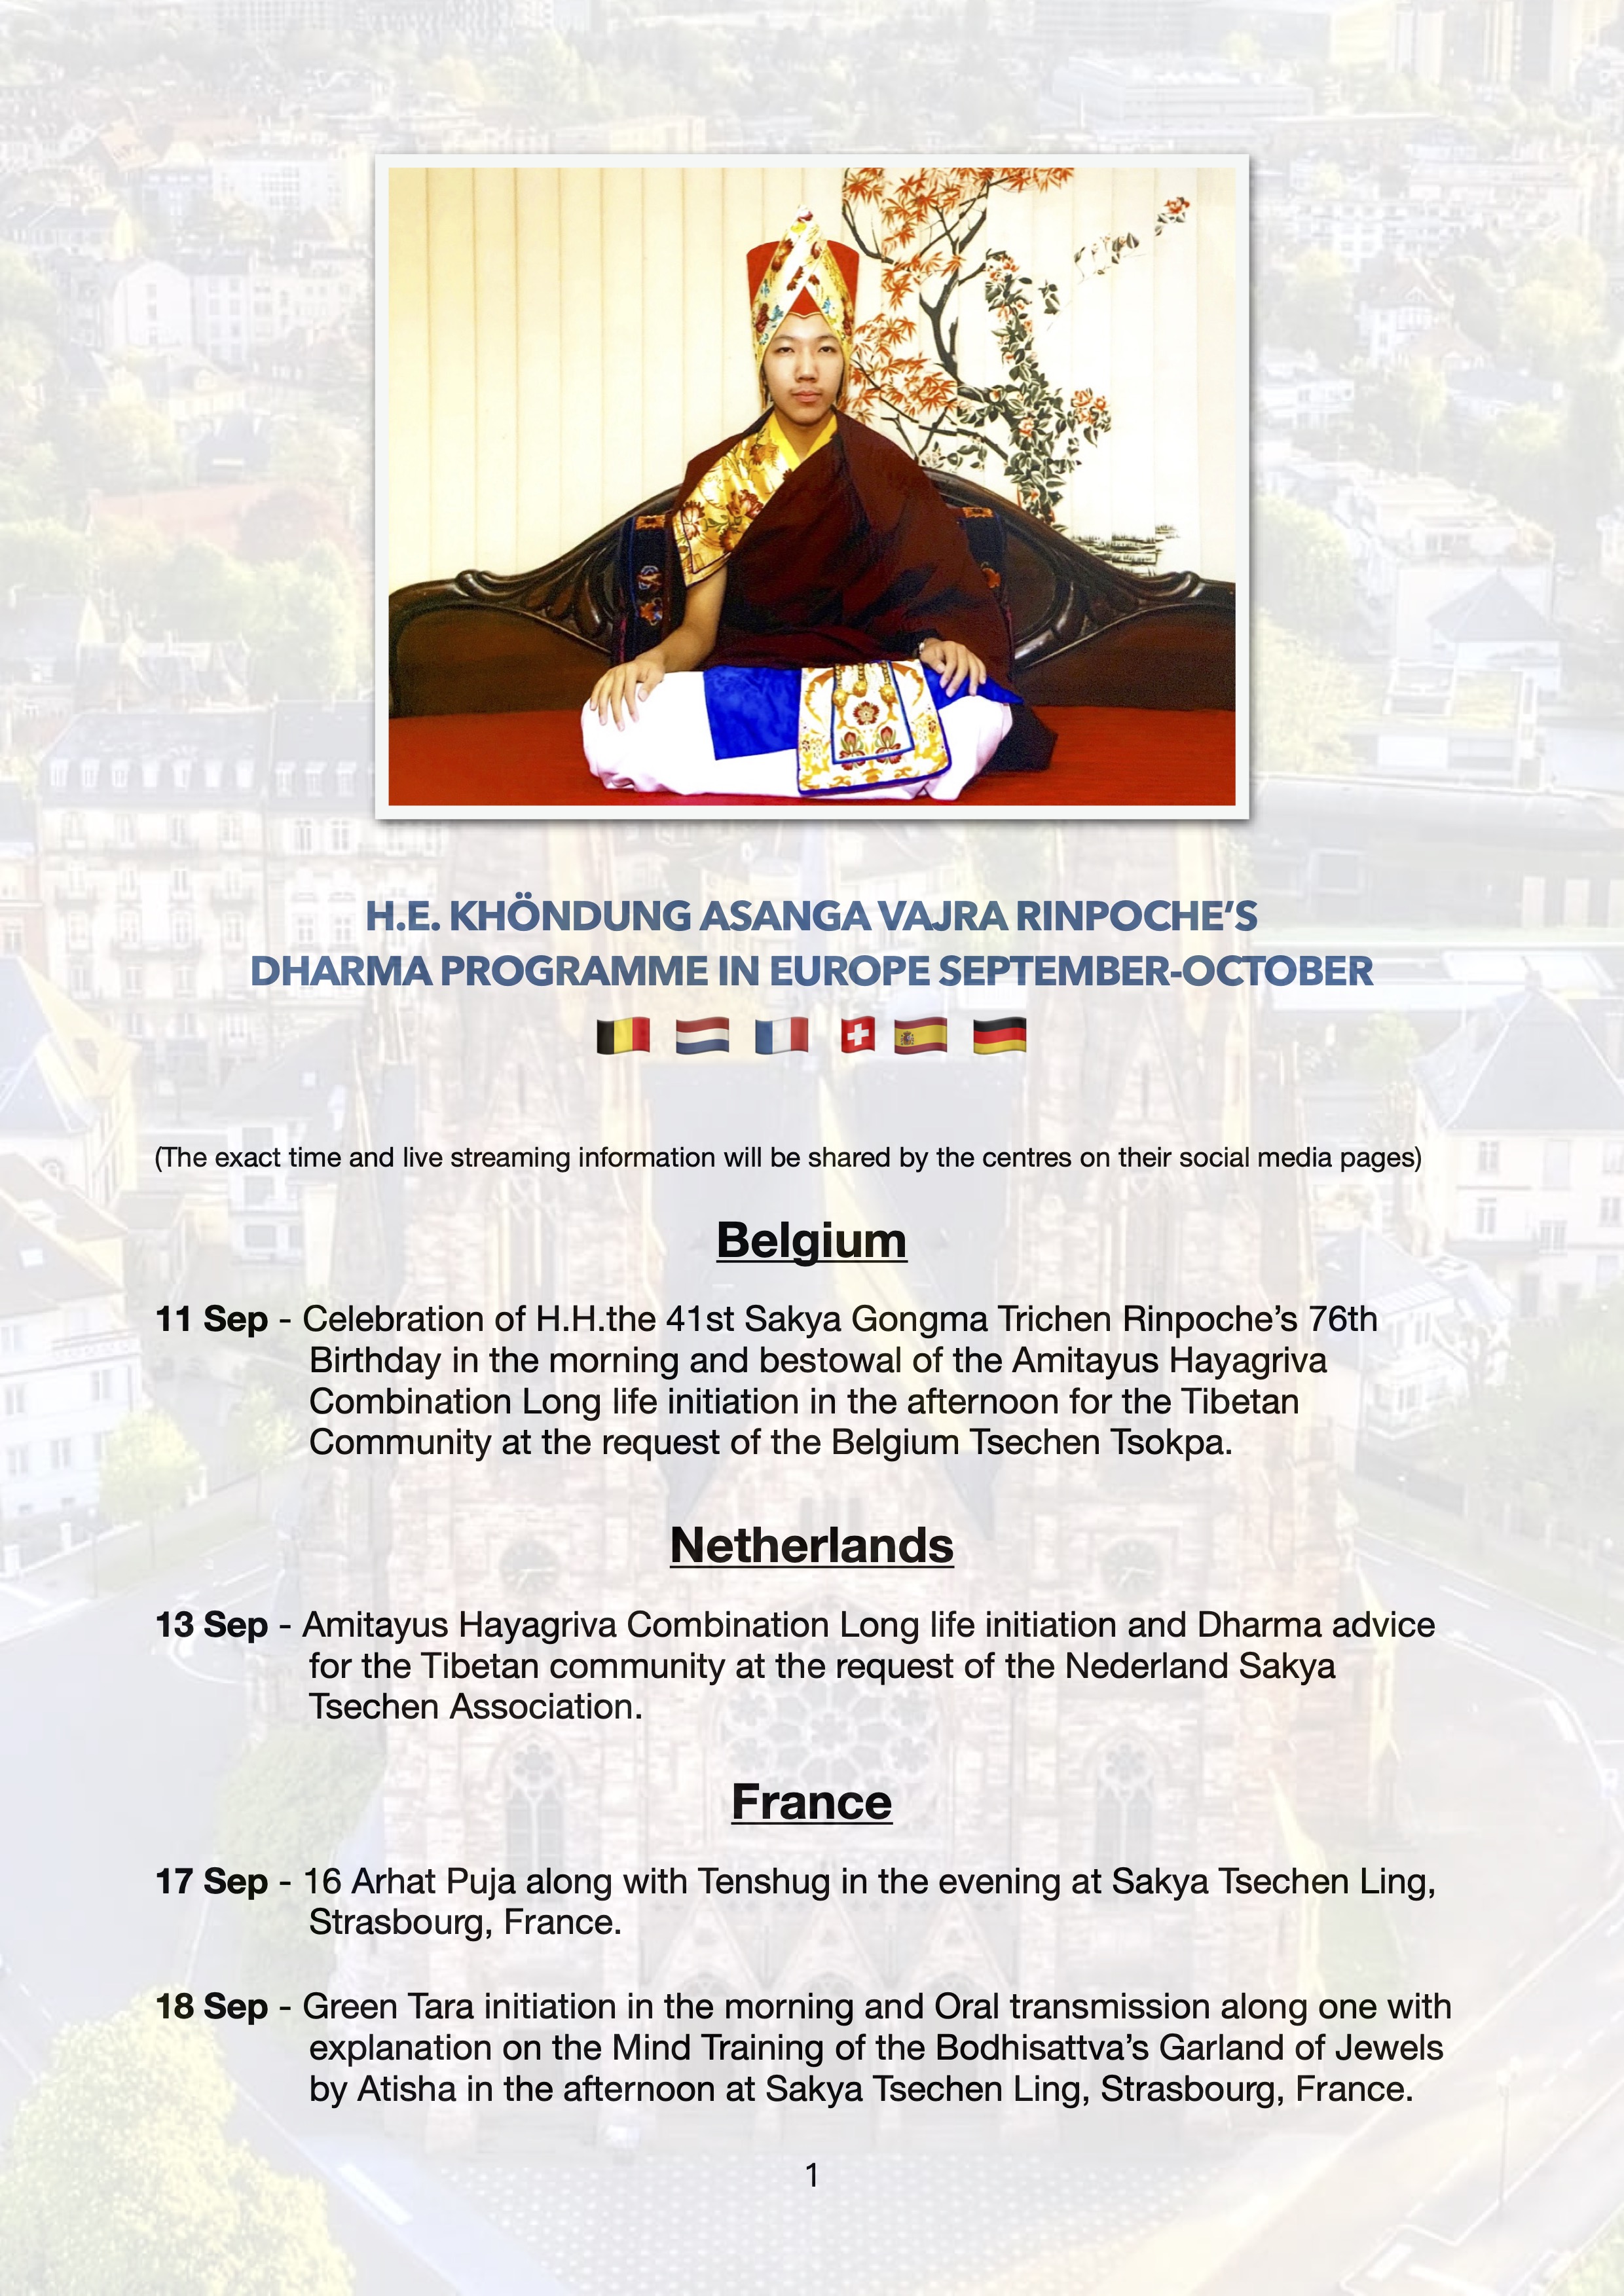 H.E. KHÖNDUNG ASANGA VAJRA RINPOCHE’S
DHARMA PROGRAMME IN EUROPE SEPTEMBER-OCTOBER
(The exact time and live streaming information will be shared by the centres on their social media pages)
Belgium
11 Sep - Celebration of H.H.the 41st Sakya Gongma Trichen Rinpoche’s 76th
Birthday in the morning and bestowal of the Amitayus Hayagriva
Combination Long life initiation in the afternoon for the Tibetan
Community at the request of the Belgium Tsechen Tsokpa.
Netherlands
13 Sep - Amitayus Hayagriva Combination Long life initiation and Dharma advice
for the Tibetan community at the request of the Nederland Sakya
Tsechen Association.
France
17 Sep - 16 Arhat Puja along with Tenshug in the evening at Sakya Tsechen Ling,
Strasbourg, France.
18 Sep - Green Tara initiation in the morning and Oral transmission along one with
explanation on the Mind Training of the Bodhisattva’s Garland of Jewels
by Atisha in the afternoon at Sakya Tsechen Ling, Strasbourg, France.
1